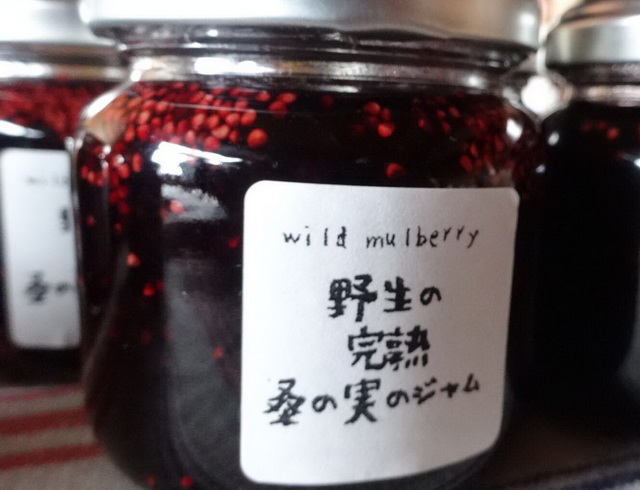 wild mulberry
野生の
完熟
桑の実のジャム